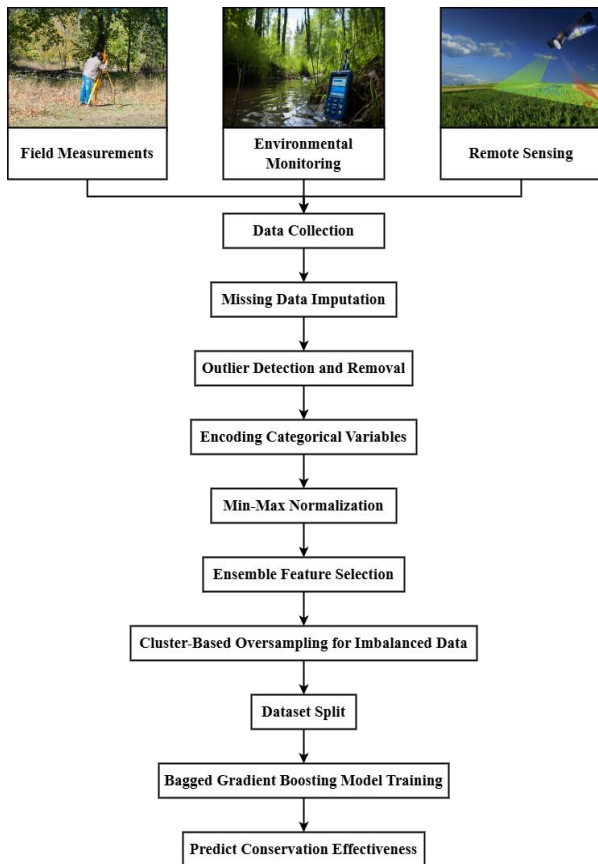 Field Measurements
Environmental
Monitoring
Remote Sensing
Data Collection
Missing Data Imputation
Outlier Detection and Removal
Encoding Categorical Variables
Min-Max Normalization
Ensemble Feature Selection
Cluster-Based Oversampling for Imbalanced Data
Dataset Split
Bagged Gradient Boosting Model Training
Predict Conservation Effectiveness